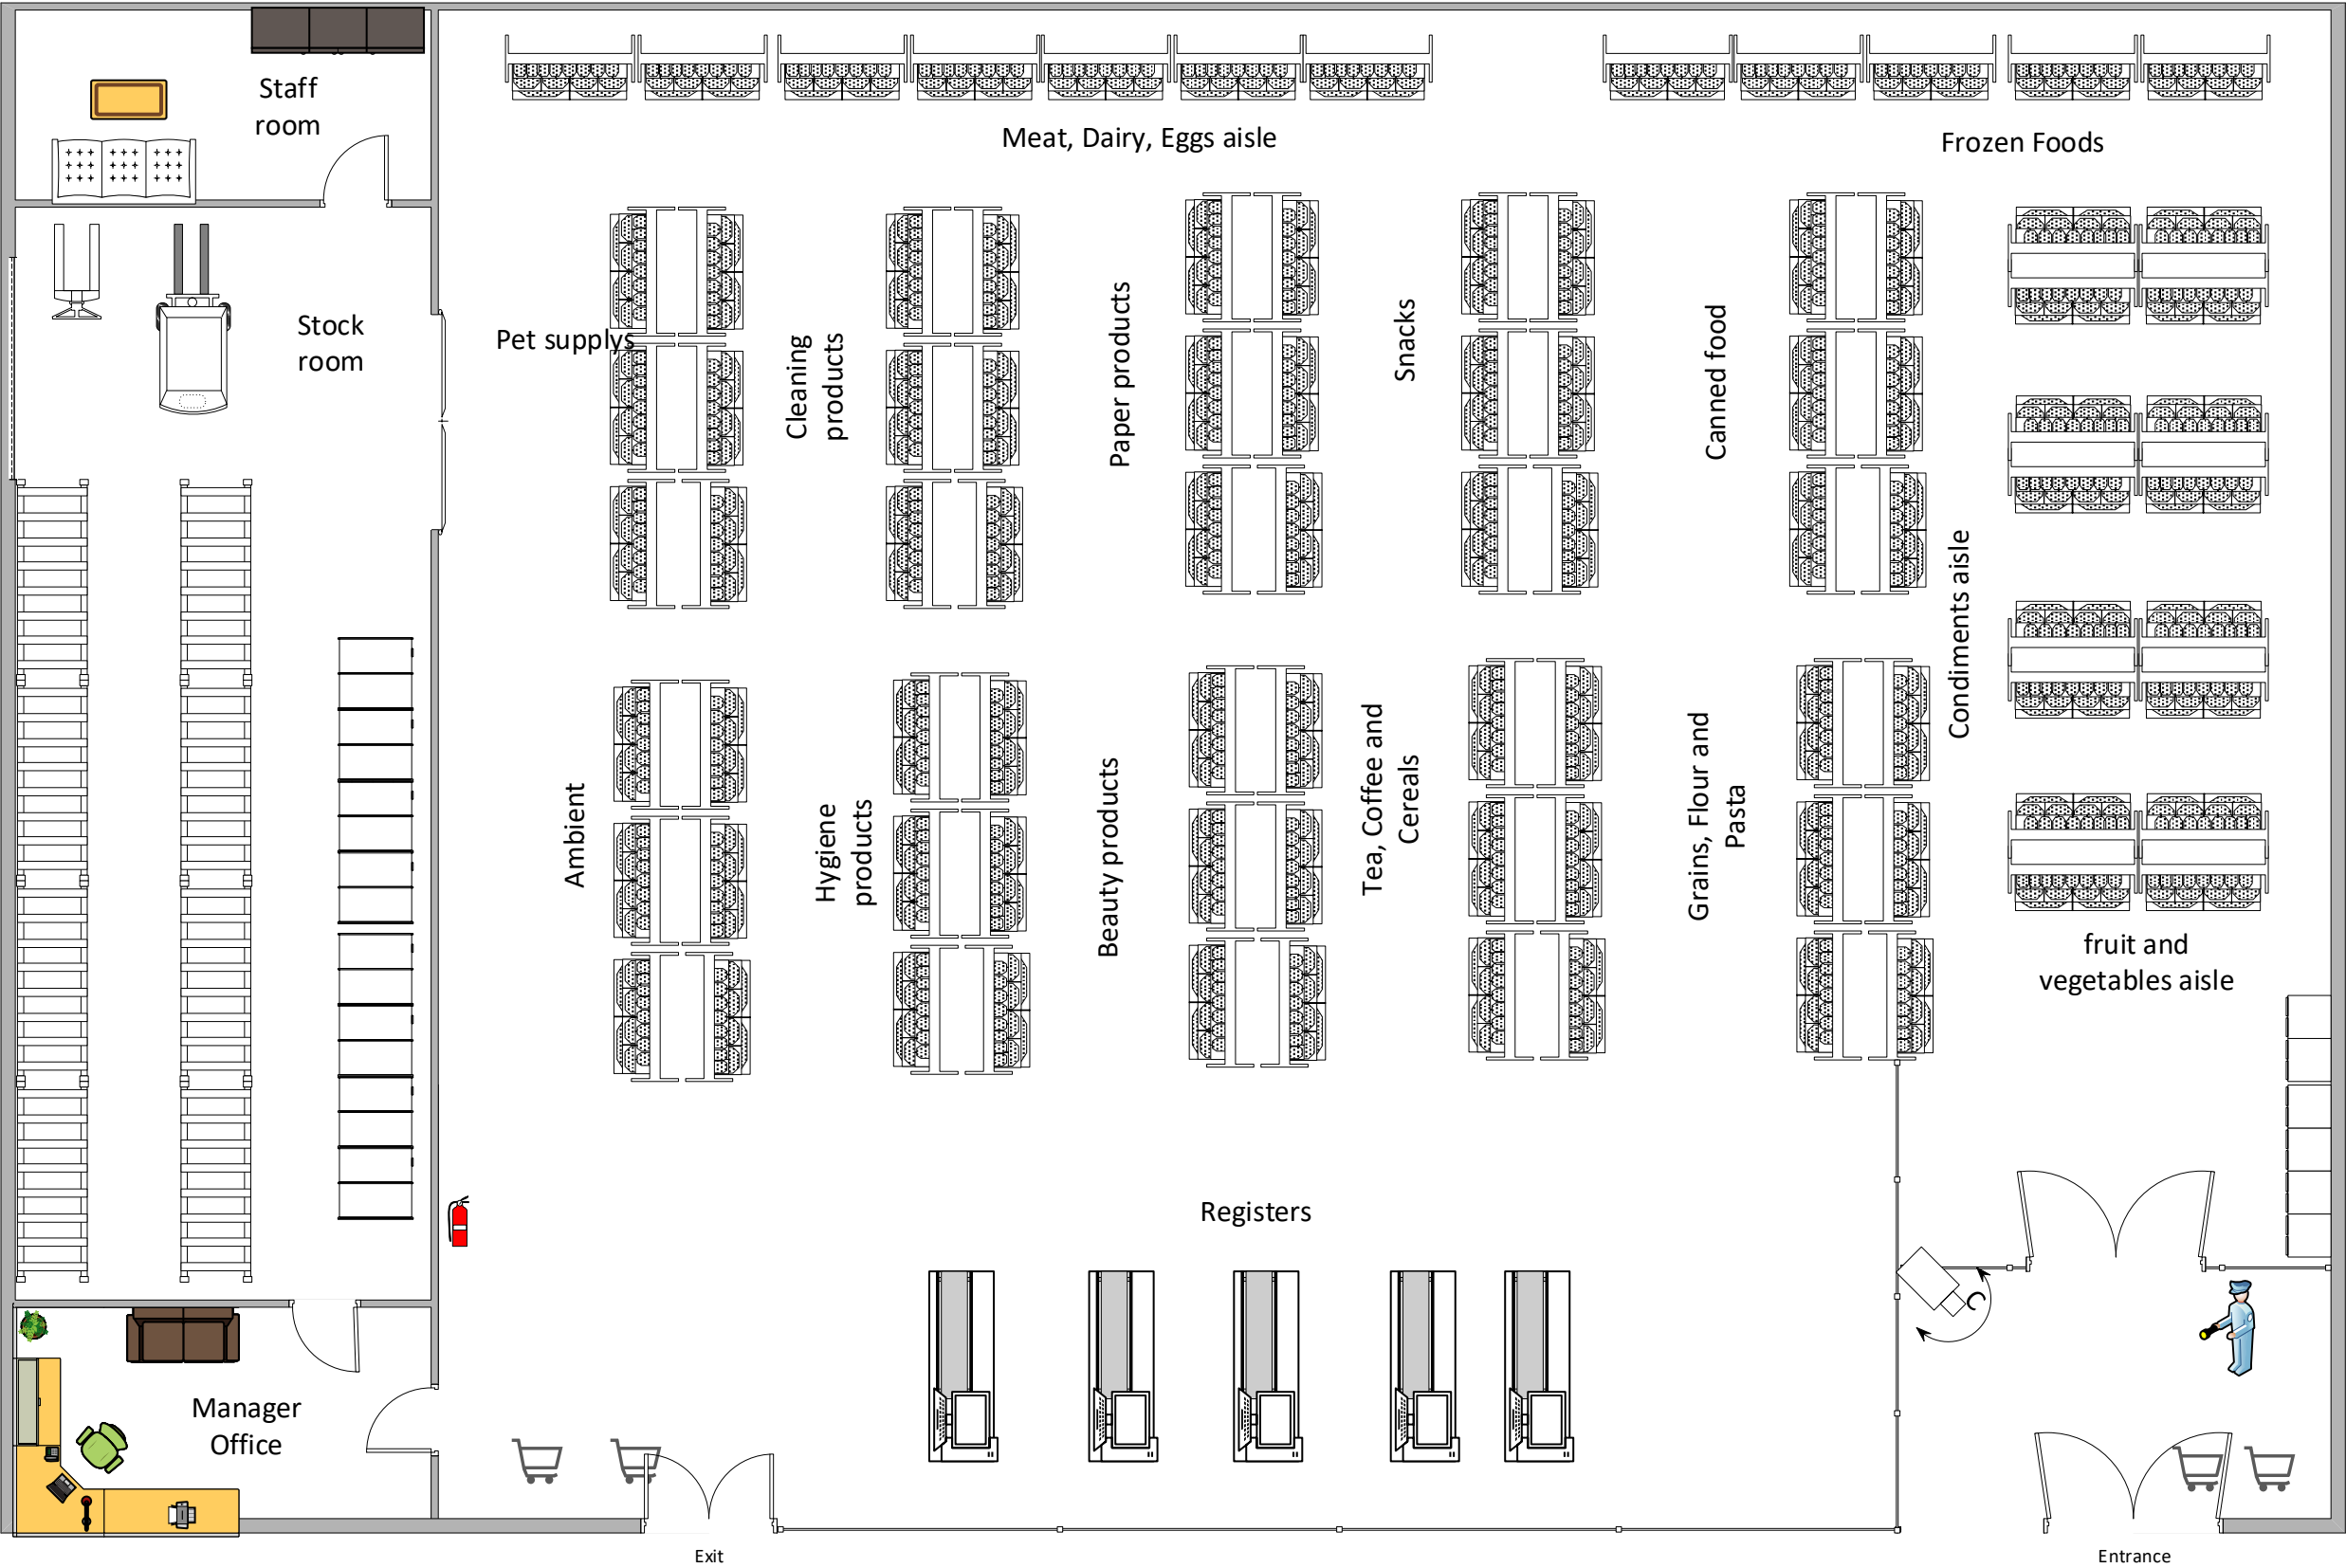 Staff
room
Meat, Dairy, Eggs aisle
Frozen Foods
Stock
room
Pet supplys
Cleaning
products
Paper products
Snacks
Canned food
Condiments aisle
Ambient
Hygiene
products
Beauty products
Tea, Coffee and
Cereals
Grains, Flour and
Pasta
fruit and
vegetables aisle
Registers
C
Manager
Office
Exit
Entrance